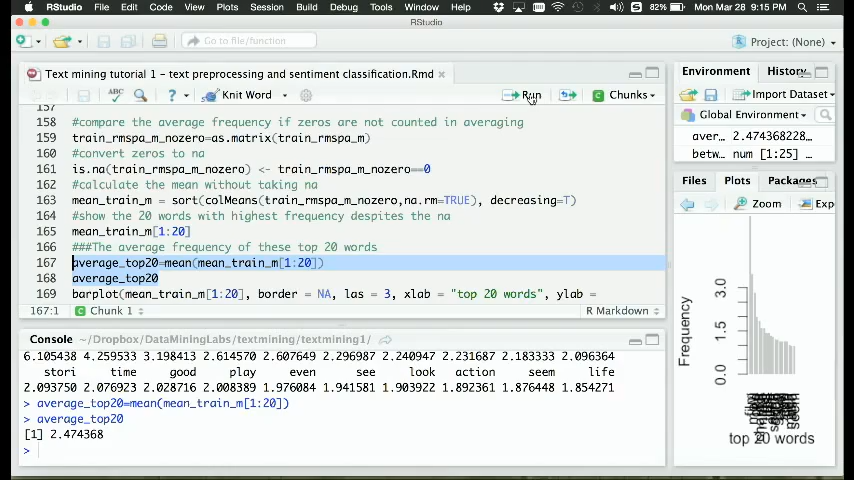 RStudio File Edit Code View Plots Session Build Debug Tools Window Help 82% Mon Mar 28 9:15 PM
RStudio
Go to file/function Project: (None)
Text mining tutorial 1 - text preprocessing and sentiment classification.Rmd
ABC Knit Word Run Chunks
157
158 #compare the average frequency if zeros are not counted in averaging
159 train_rmspa_m_nozero=as.matrix(train_rmspa_m)
160 #convert zeros to na
161 is.na(train_rmspa_m_nozero) <- train_rmspa_m_nozero==0
162 #calculate the mean without taking na
163 mean_train_m = sort(colMeans(train_rmspa_m_nozero,na.rm=TRUE), decreasing=T)
164 #show the 20 words with highest frequency despites the na
165 mean_train_m[1:20]
166 ###The average frequency of these top 20 words
167 average_top20=mean(mean_train_m[1:20])
168 average_top20
169 barplot(mean_train_m[1:20], border = NA, las = 3, xlab = "top 20 words", ylab =
167:1 Chunk 1 R Markdown
Console ~/Dropbox/DataMiningLabs/textmining/textmining1/
6.105438 4.259533 3.198413 2.614570 2.607649 2.296987 2.240947 2.231687 2.183333 2.096364
stori time good play even see look action seem life
2.093750 2.076923 2.028716 2.008389 1.976084 1.941581 1.903922 1.892361 1.876448 1.854271
> average_top20=mean(mean_train_m[1:20])
> average_top20
[1] 2.474368
>
Environment History
Import Dataset
Global Environment
aver… 2.474368228…
betw… num [1:25] …
Files Plots Packages
Zoom Exp
Frequency
3.0
1.5
0.0
top 20 words